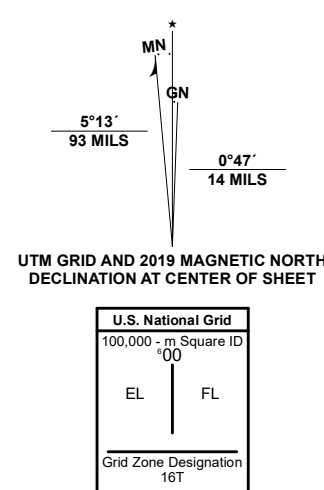 ★
MN
GN
5°13´
93 MILS
0°47´
14 MILS
UTM GRID AND 2019 MAGNETIC NORTH
DECLINATION AT CENTER OF SHEET
U.S. National Grid
100,000 - m Square ID
⁶00
EL FL
Grid Zone Designation
16T